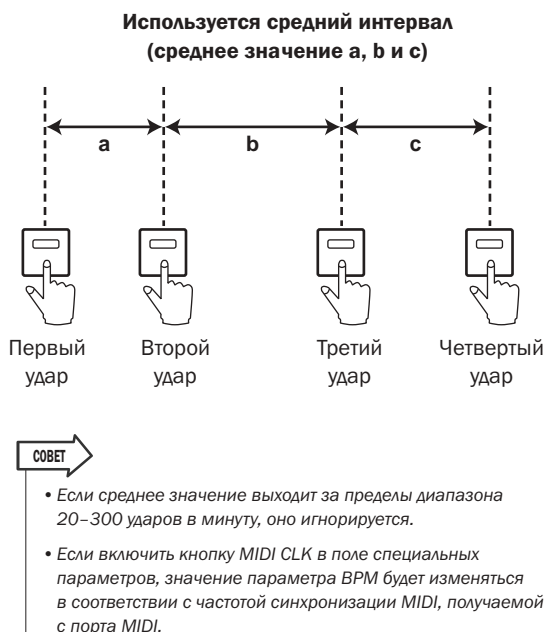 Используется средний интервал
(среднее значение a, b и c)
a b c
Первый удар
Второй удар
Третий удар
Четвертый удар
СОВЕТ
• Если среднее значение выходит за пределы диапазона
20–300 ударов в минуту, оно игнорируется.
• Если включить кнопку MIDI CLK в поле специальных
параметров, значение параметра BPM будет изменяться
в соответствии с частотой синхронизации MIDI, получаемой
с порта MIDI.